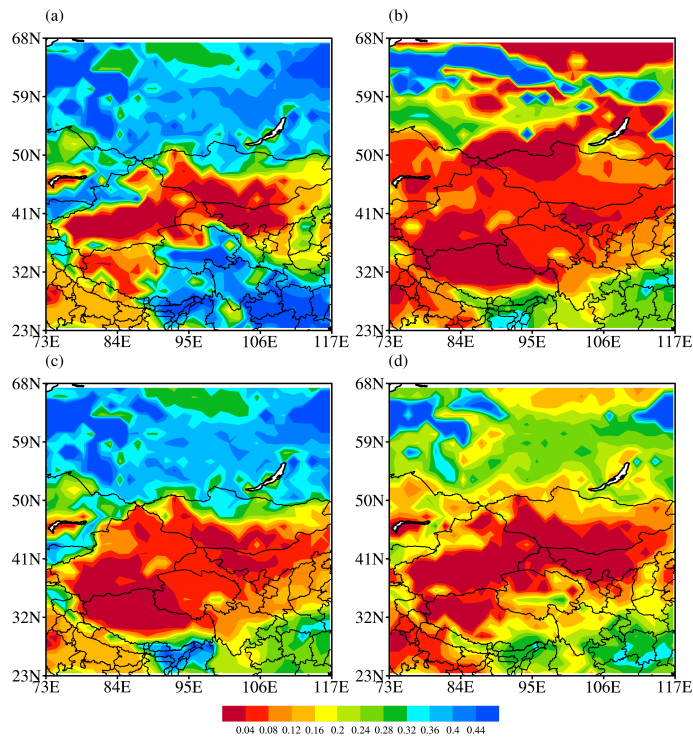 (a) (b)
68N 68N
59N 59N
50N 50N
41N 41N
32N 32N
23N 23N
73E 84E 95E 106E 117E 73E 84E 95E 106E 117E
(c) (d)
68N 68N
59N 59N
50N 50N
41N 41N
32N 32N
23N 23N
73E 84E 95E 106E 117E 73E 84E 95E 106E 117E
0.04 0.08 0.12 0.16 0.2 0.24 0.28 0.32 0.36 0.4 0.44